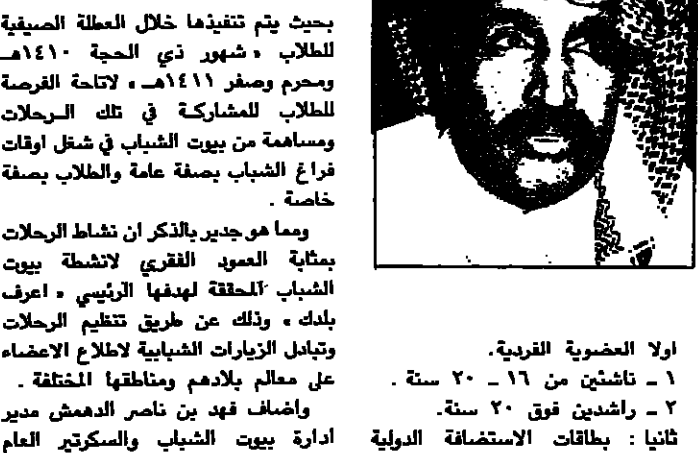 بحيث يتم تنفيذها خلال العطلة الصيفية
للطلاب « شهور ذي الحجة ١٤١٠هـ
ومحرم وصفر ١٤١١هـ » لاتاحة الفرصة
للطلاب للمشاركة في تلك الرحلات
ومساهمة من بيوت الشباب في شغل اوقات
فراغ الشباب بصفة عامة والطلاب بصفة
خاصة .
ومما هو جدير بالذكر ان نشاط الرحلات
بمثابة العمود الفقري لانشطة بيوت
الشباب المحققة لهدفها الرئيسي « اعرف
بلدك » وذلك عن طريق تنظيم الرحلات
وتبادل الزيارات الشبابية لاطلاع الاعضاء
على معالم بلادهم ومناطقها المختلفة .
واضاف فهد بن ناصر الدهمش مدير
ادارة بيوت الشباب والسكرتير العام
اولا العضوية الفردية.
١ ـ ناشئين من ١٦ ـ ٢٠ سنة .
٢ ـ راشدين فوق ٢٠ سنة.
ثانيا : بطاقات الاستضافة الدولية